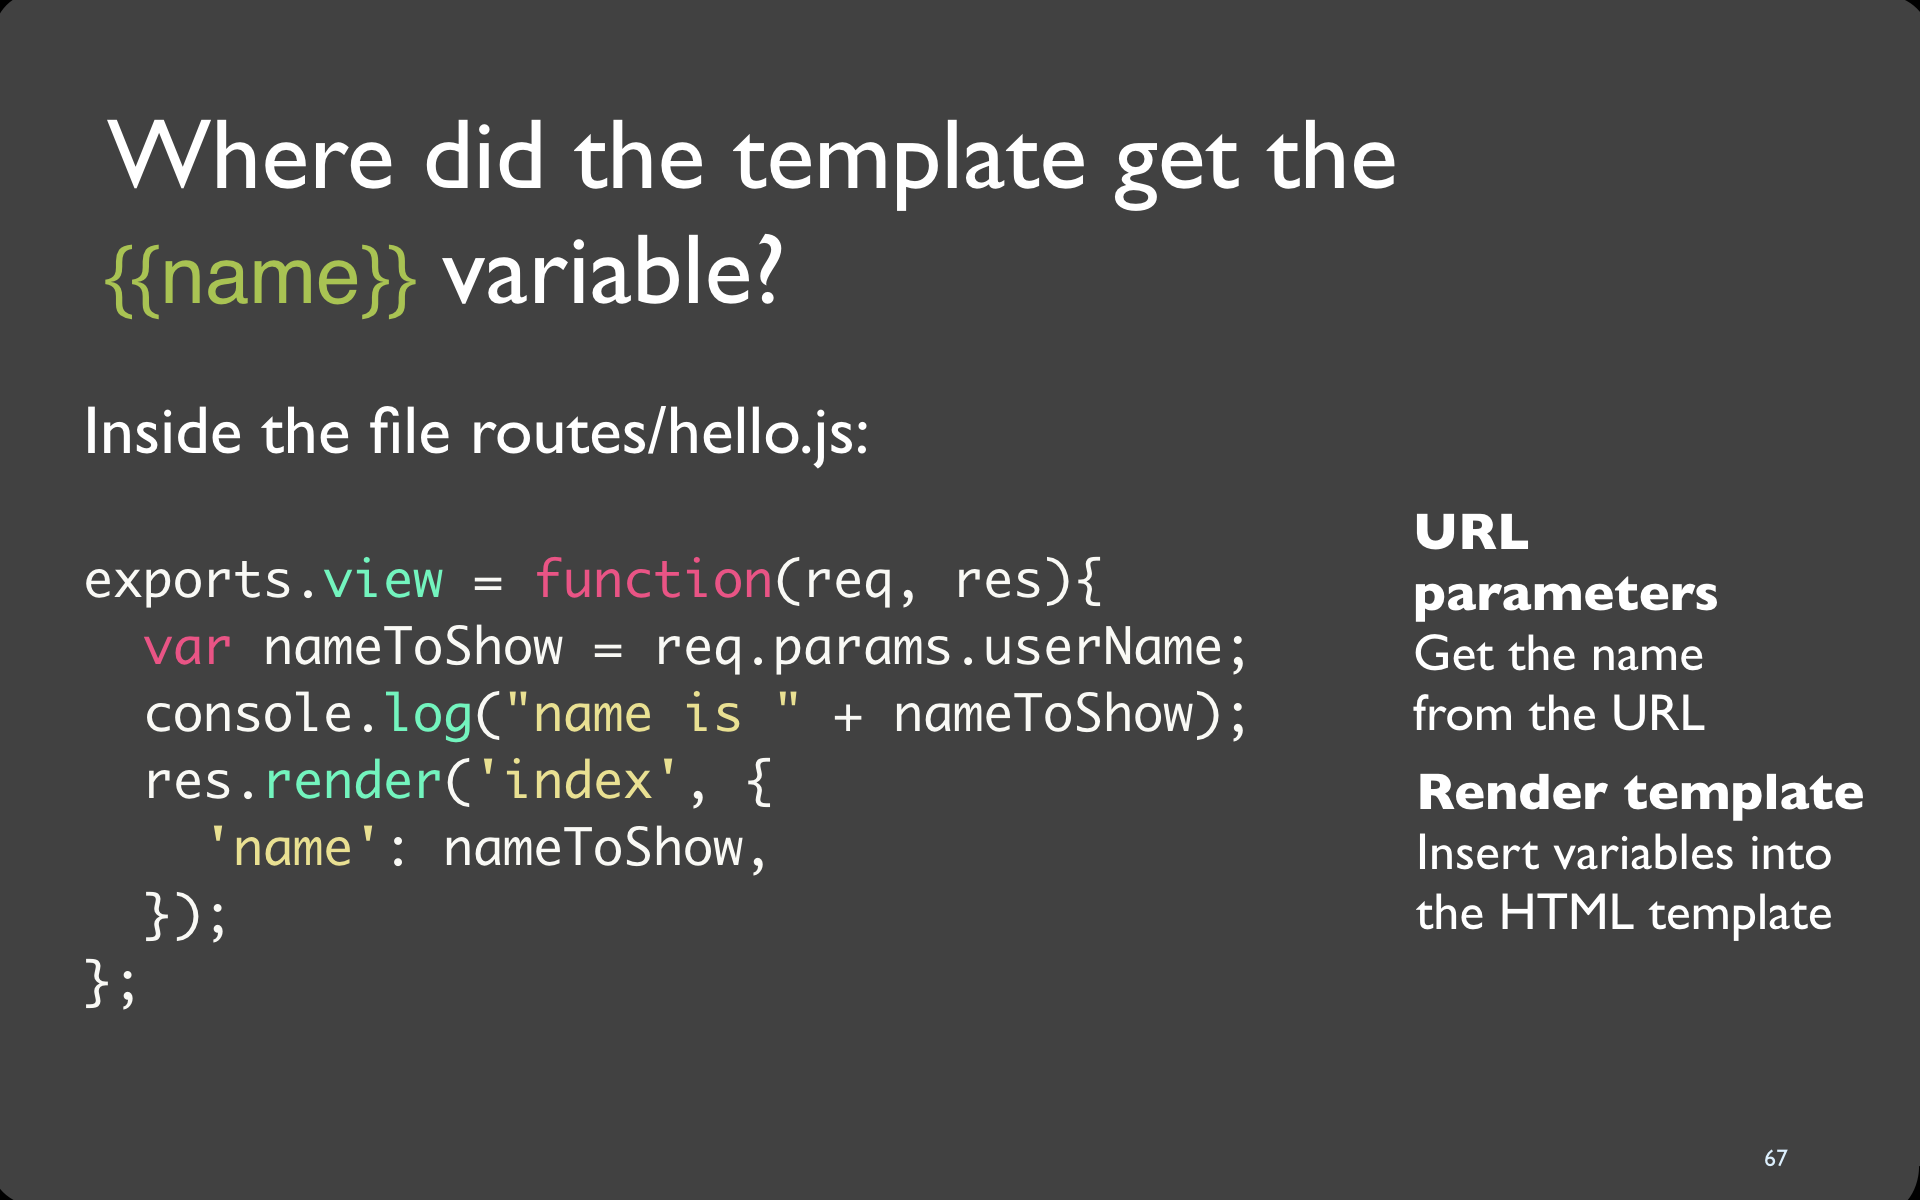 Where did the template get the
{{name}} variable?
Inside the file routes/hello.js:
exports.view = function(req, res){
  var nameToShow = req.params.userName;
  console.log("name is " + nameToShow);
  res.render('index', {
    'name': nameToShow,
  });
};
URL
parameters
Get the name
from the URL
Render template
Insert variables into
the HTML template
67